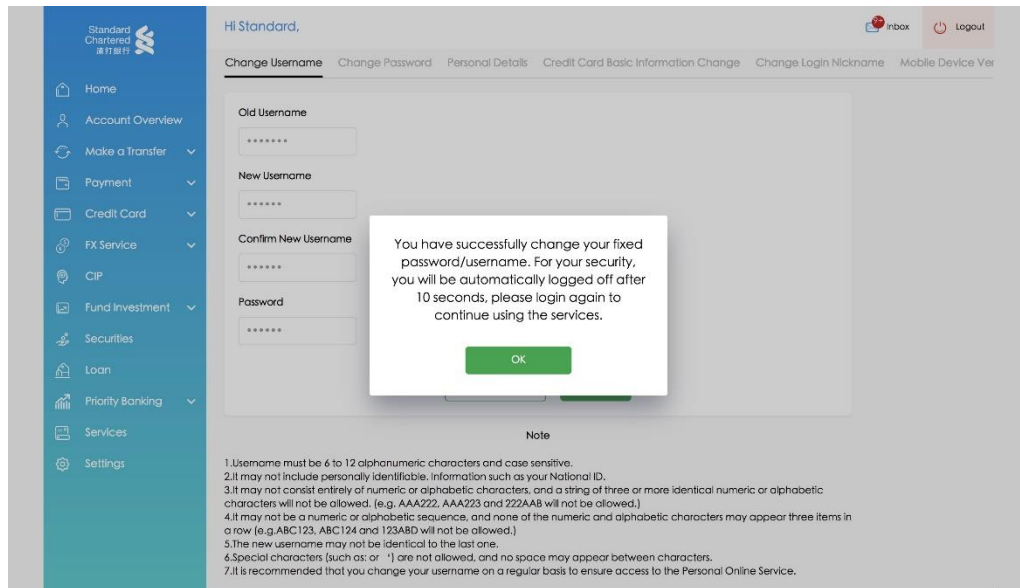 Standard
Chartered
渣打銀行
Hi Standard,
Inbox
Logout
Change Username
Change Password
Personal Details
Credit Card Basic Information Change
Change Login Nickname
Mobile Device Ver
Home
Account Overview
Make a Transfer
Payment
Credit Card
FX Service
CIP
Fund Investment
Securities
Loan
Priority Banking
Services
Settings
Old Username
*******
New Username
******
Confirm New Username
******
Password
******
You have successfully change your fixed
password/username. For your security,
you will be automatically logged off after
10 seconds, please login again to
continue using the services.
OK
Note
1.Username must be 6 to 12 alphanumeric characters and case sensitive.
2.It may not include personally identifiable. Information such as your National ID.
3.It may not consist entirely of numeric or alphabetic characters, and a string of three or more identical numeric or alphabetic
characters will not be allowed. (e.g. AAA222, AAA223 and 222AAB will not be allowed.)
4.It may not be a numeric or alphabetic sequence, and none of the numeric and alphabetic characters may appear three items in
a row (e.g.ABC123, ABC124 and 123ABD will not be allowed.)
5.The new username may not be identical to the last one.
6.Special characters (such as: or ') are not allowed, and no space may appear between characters.
7.It is recommended that you change your username on a regular basis to ensure access to the Personal Online Service.